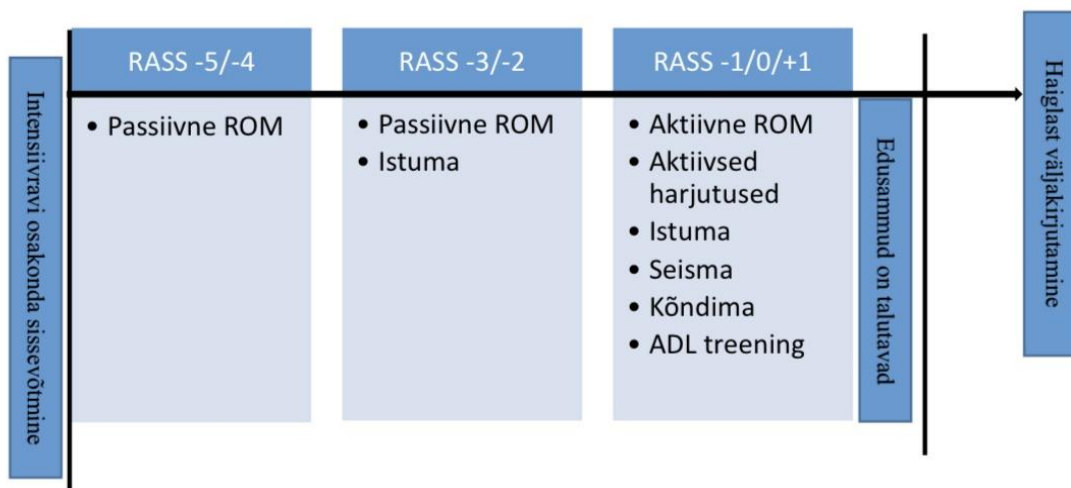 Intensiivravi osakonda sissevõtmine
RASS -5/-4
• Passiivne ROM
RASS -3/-2
• Passiivne ROM
• Istuma
RASS -1/0/+1
• Aktiivne ROM
• Aktiivsed
harjutused
• Istuma
• Seisma
• Kõndima
• ADL treening
Edusammud on talutavad
Haiglast väljakirjutamine